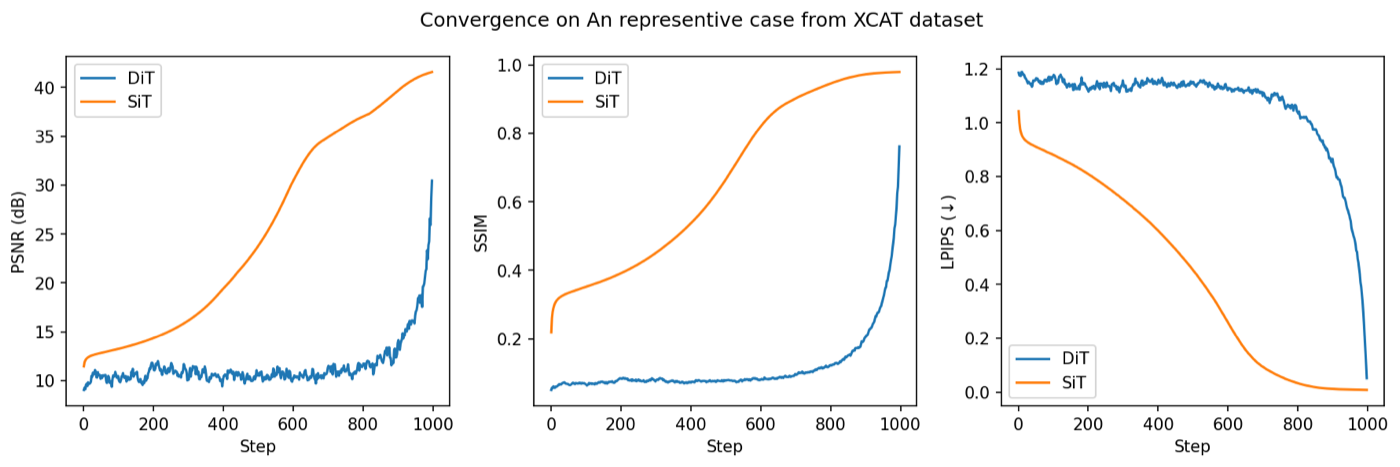 Convergence on An representive case from XCAT dataset
PSNR (dB)
40
35
30
25
20
15
10
DiT
SiT
0 200 400 600 800 1000
Step
SSIM
1.0
0.8
0.6
0.4
0.2
DiT
SiT
0 200 400 600 800 1000
Step
LPIPS (↓)
1.2
1.0
0.8
0.6
0.4
0.2
0.0
DiT
SiT
0 200 400 600 800 1000
Step